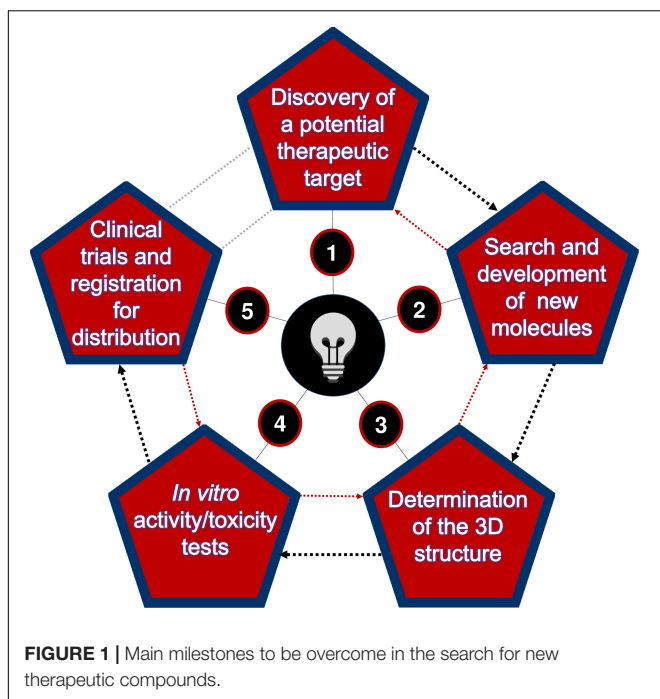 Discovery of
a potential
therapeutic
target
1
Search and
development
of new
molecules
2
Determination
of the 3D
structure
3
In vitro
activity/toxicity
tests
4
Clinical
trials and
registration
for
distribution
5
FIGURE 1 | Main milestones to be overcome in the search for new
therapeutic compounds.